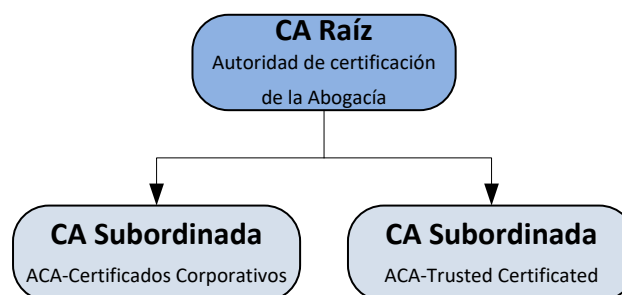 CA Raíz
Autoridad de certificación
de la Abogacía
CA Subordinada
ACA-Certificados Corporativos
CA Subordinada
ACA-Trusted Certificated